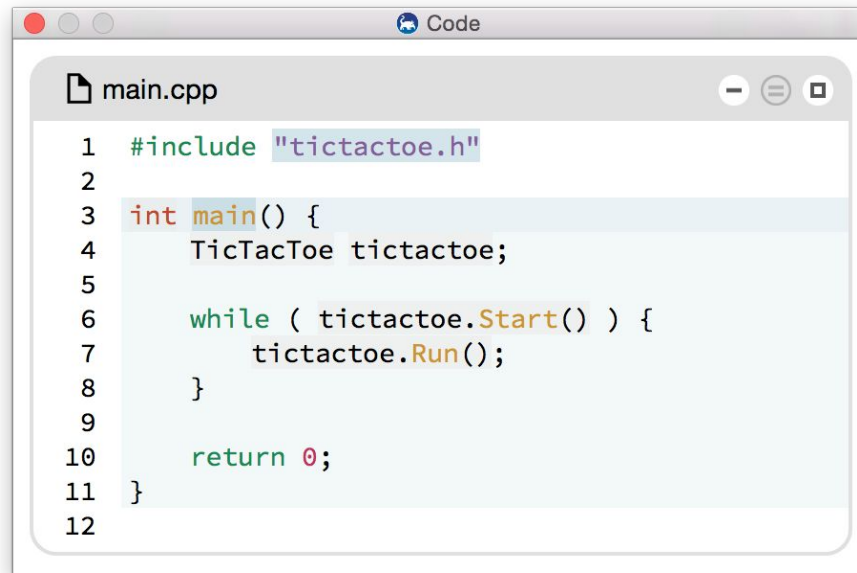 Code
main.cpp
1 #include "tictactoe.h"
2
3 int main() {
4     TicTacToe tictactoe;
5
6     while ( tictactoe.Start() ) {
7         tictactoe.Run();
8     }
9
10     return 0;
11 }
12